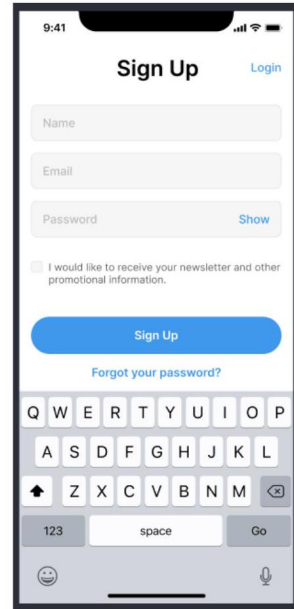 9:41
Sign Up
Login
Name
Email
Password
Show
I would like to receive your newsletter and other
promotional information.
Sign Up
Forgot your password?
Q W E R T Y U I O P
A S D F G H J K L
Z X C V B N M
123 space Go